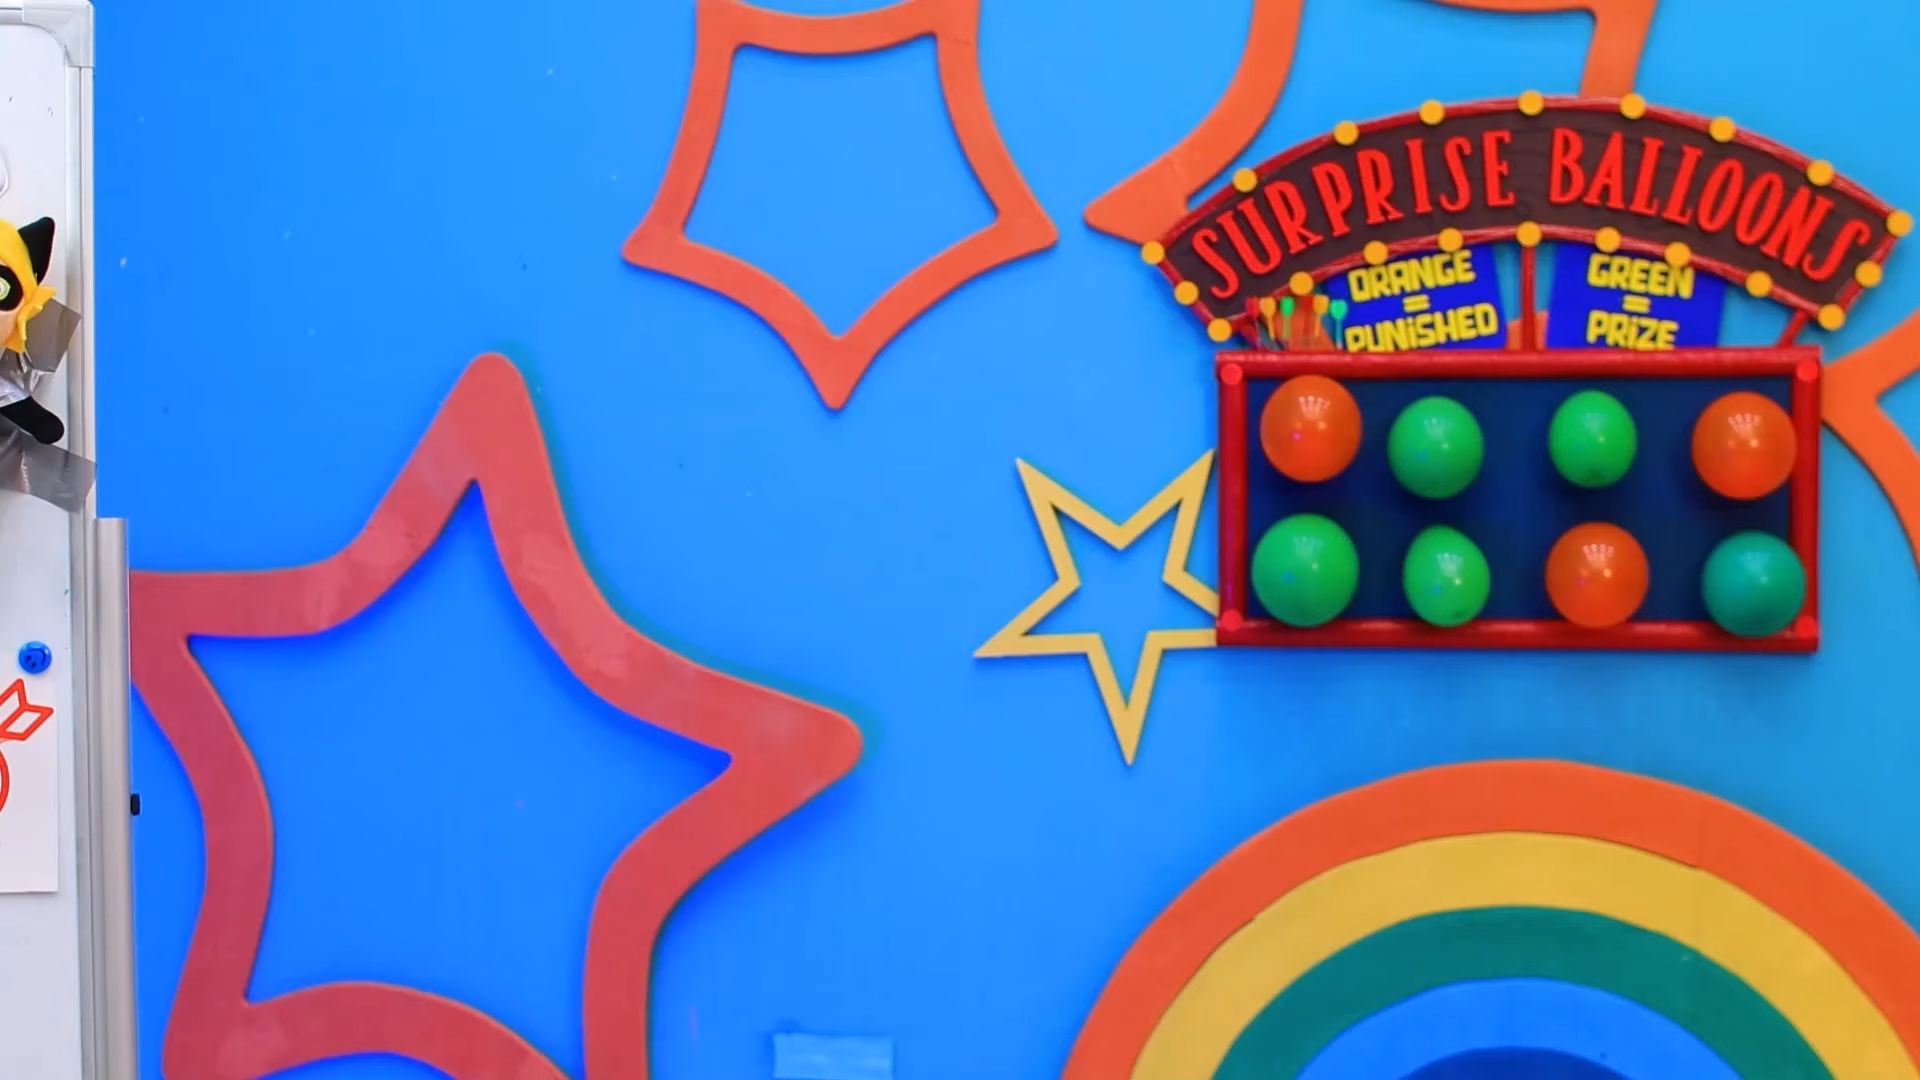 SURPRISE BALLOONS
ORANGE
=
PUNiSHED
GREEN
=
PRiZE